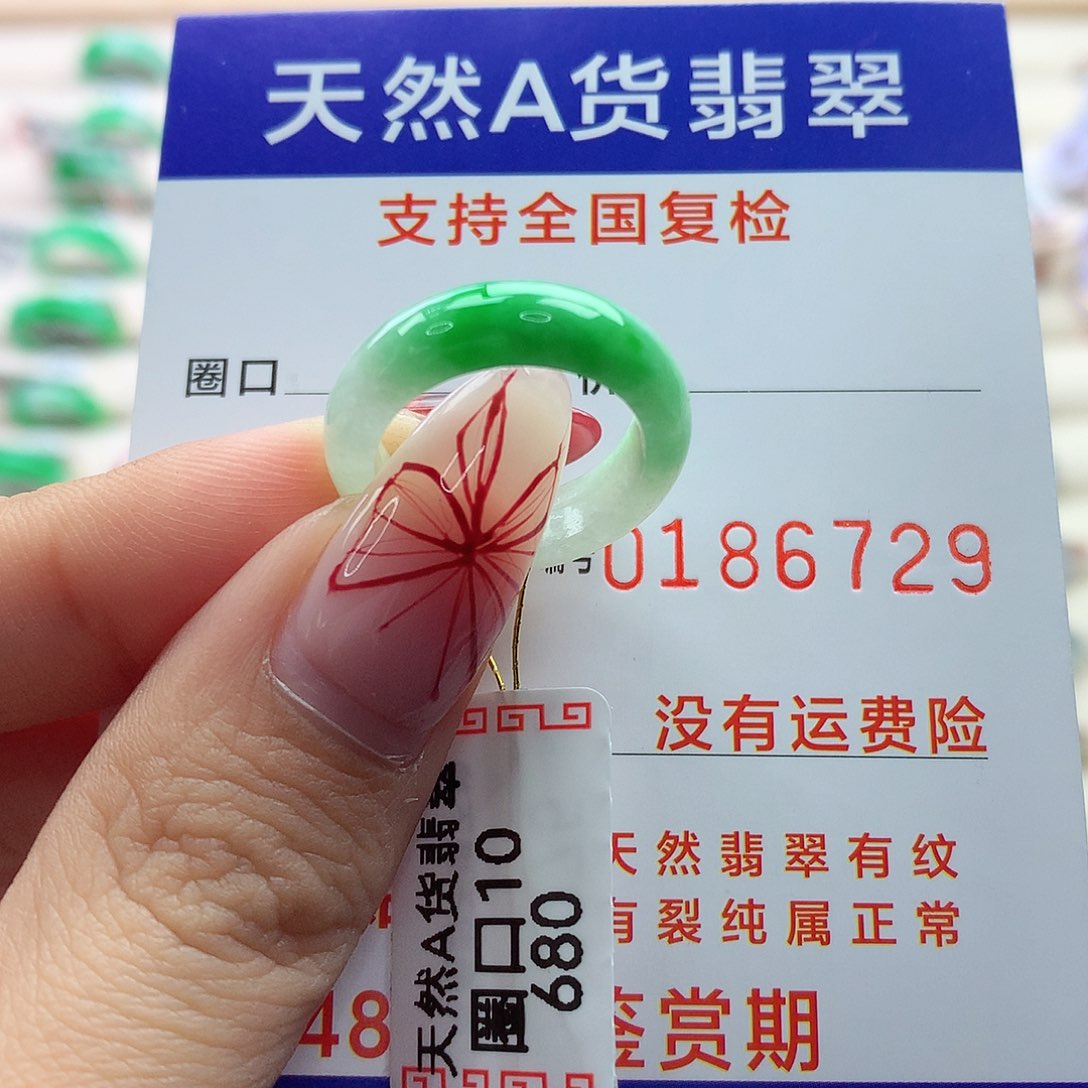 天然A货翡翠
支持全国复检
圈口
0186729
没有运费险
天然翡翠有纹
有裂纯属正常
48
鉴赏期
天然A货翡翠
圈口10
680